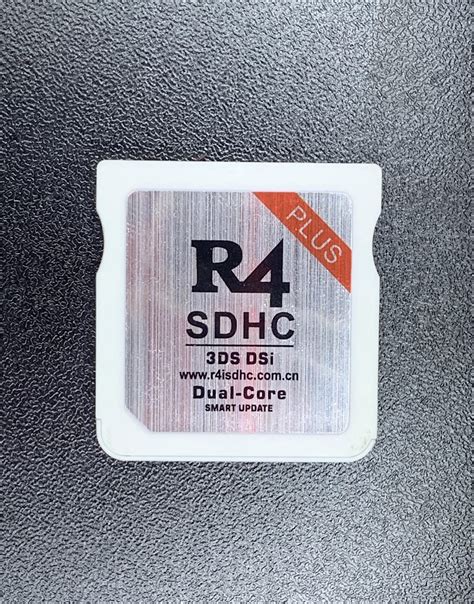 PLUS
R4
SDHC
3DS DSi
www.r4isdhc.com.cn
Dual-Core
SMART UPDATE